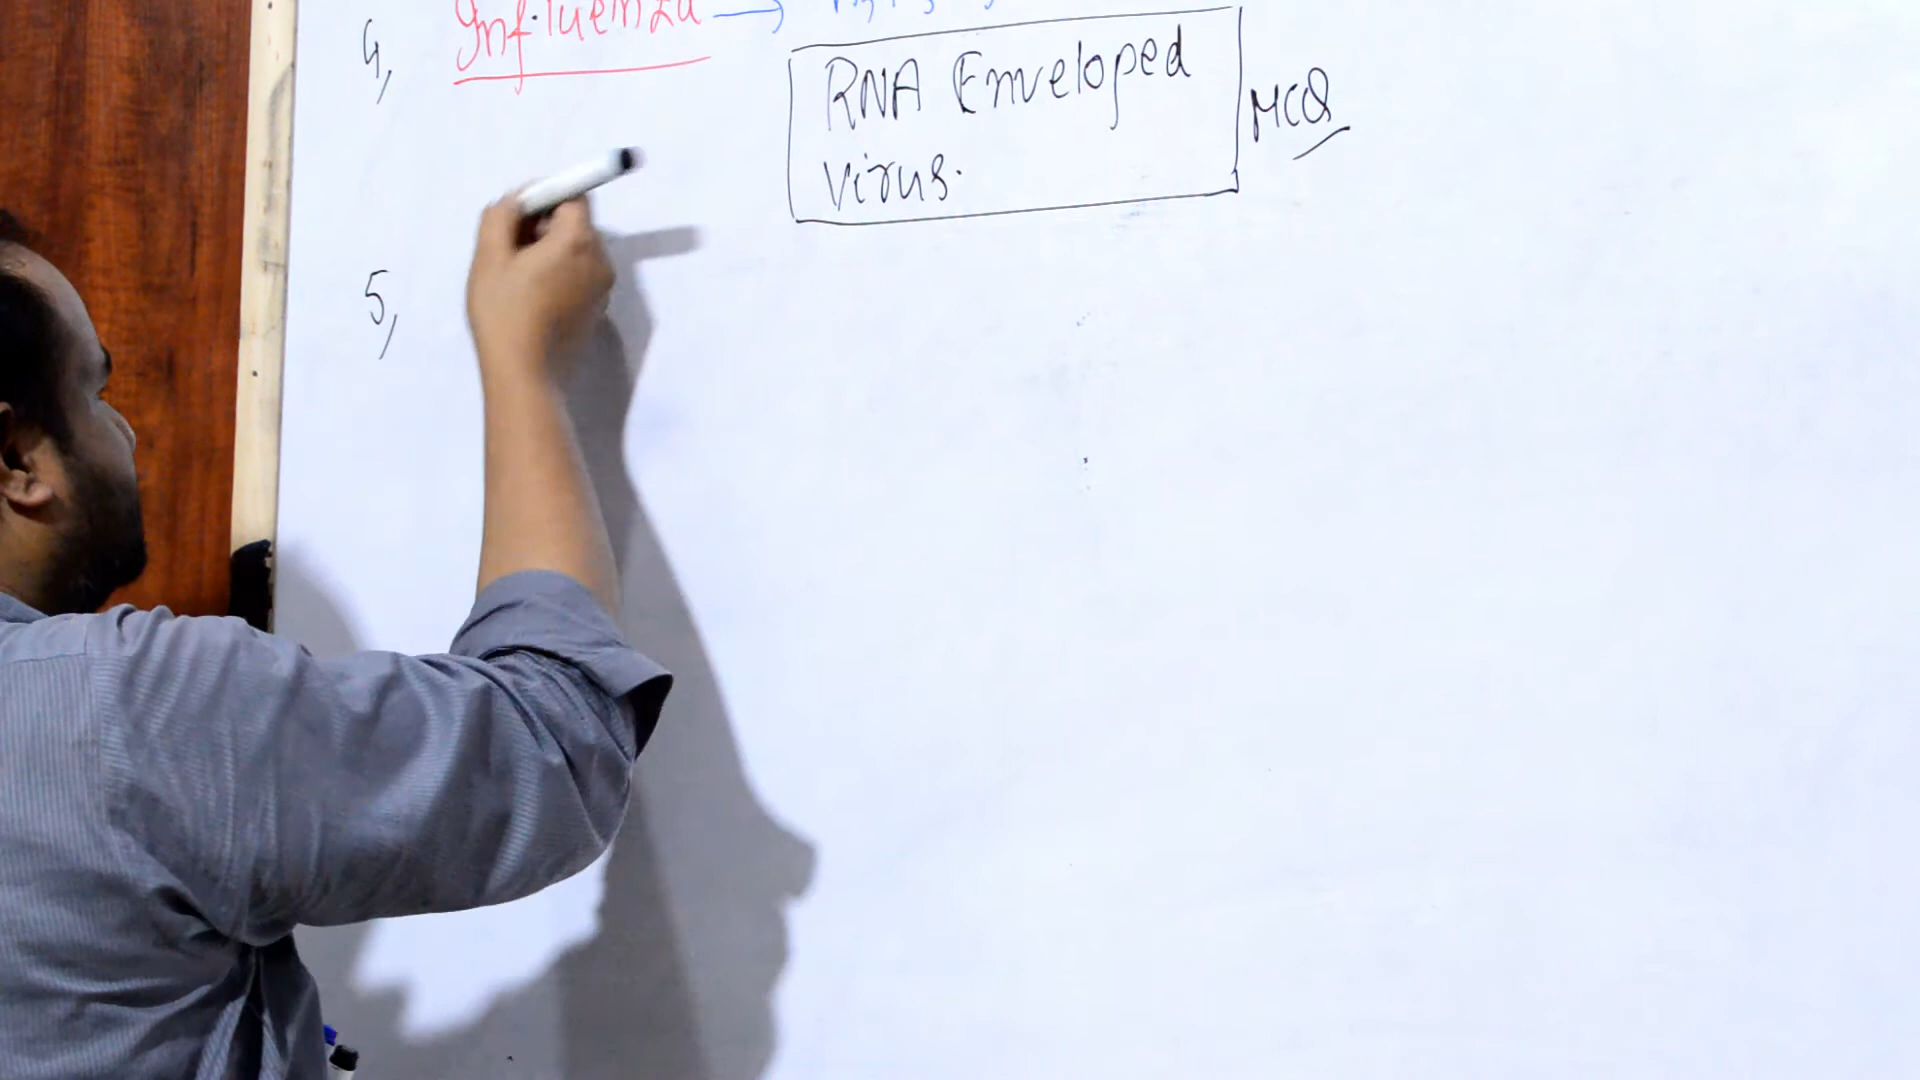 4, Influenza →
RNA Enveloped
virus.
MCQ
5,